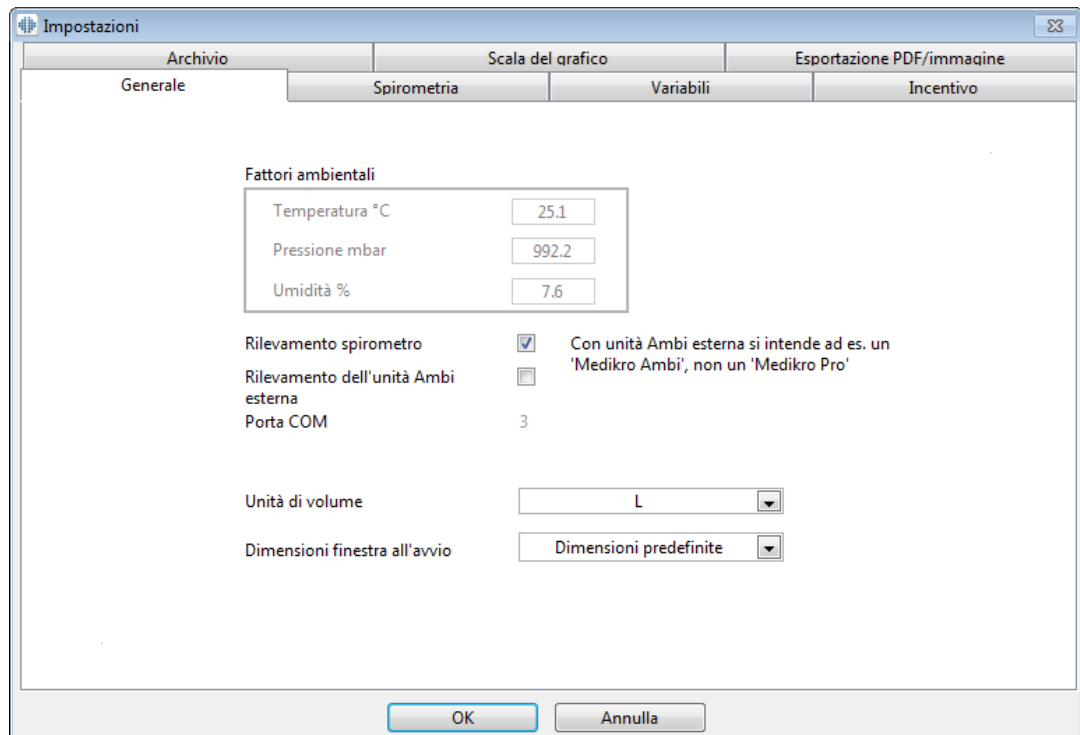 Impostazioni
Archivio
Scala del grafico
Esportazione PDF/immagine
Generale
Spirometria
Variabili
Incentivo
Fattori ambientali
Temperatura °C
25.1
Pressione mbar
992.2
Umidità %
7.6
Rilevamento spirometro
Con unità Ambi esterna si intende ad es. un
'Medikro Ambi', non un 'Medikro Pro'
Rilevamento dell'unità Ambi
esterna
Porta COM
3
Unità di volume
L
Dimensioni finestra all'avvio
Dimensioni predefinite
OK
Annulla